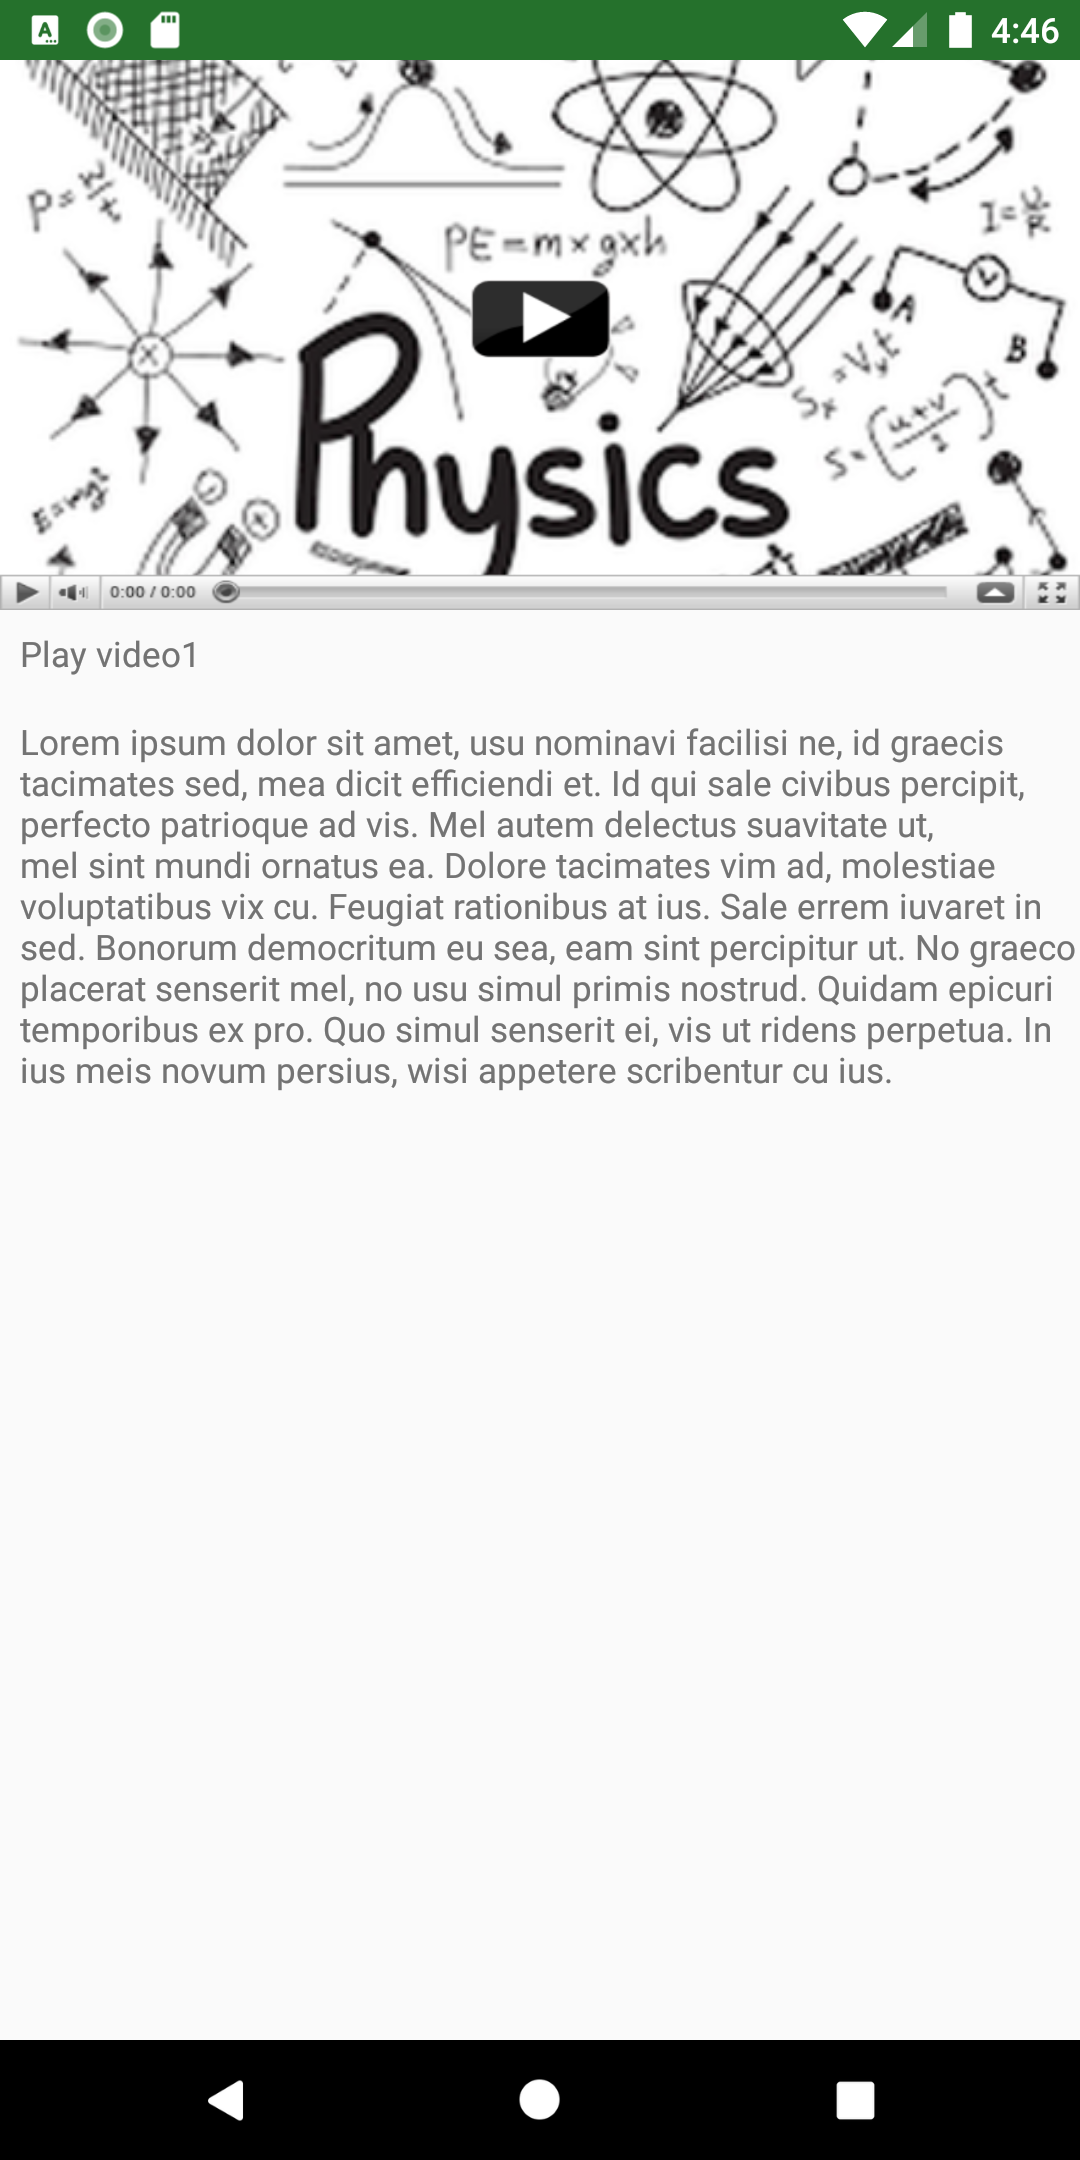 4:46
P=
I=U/R
PE=m×g×h
A
V
B
Physics
0:00 / 0:00
Play video1
Lorem ipsum dolor sit amet, usu nominavi facilisi ne, id graecis
tacimates sed, mea dicit efficiendi et. Id qui sale civibus percipit,
perfecto patrioque ad vis. Mel autem delectus suavitate ut,
mel sint mundi ornatus ea. Dolore tacimates vim ad, molestiae
voluptatibus vix cu. Feugiat rationibus at ius. Sale errem iuvaret in
sed. Bonorum democritum eu sea, eam sint percipitur ut. No graeco
placerat senserit mel, no usu simul primis nostrud. Quidam epicuri
temporibus ex pro. Quo simul senserit ei, vis ut ridens perpetua. In
ius meis novum persius, wisi appetere scribentur cu ius.